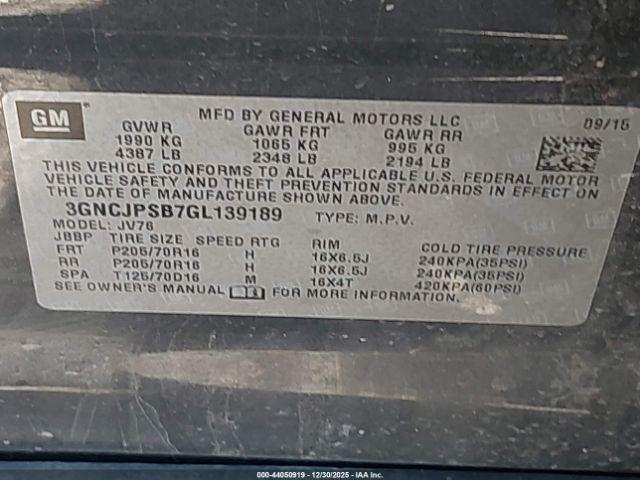 GM
MFD BY GENERAL MOTORS LLC
09/15
GVWR GAWR FRT GAWR RR
1990 KG 1065 KG 995 KG
4387 LB 2348 LB 2194 LB
THIS VEHICLE CONFORMS TO ALL APPLICABLE U.S. FEDERAL MOTOR
VEHICLE SAFETY AND THEFT PREVENTION STANDARDS IN EFFECT ON
THE DATE OF MANUFACTURE SHOWN ABOVE.
3GNCJPSB7GL139189 TYPE: M.P.V.
MODEL: JV76
JBBP TIRE SIZE SPEED RTG RIM COLD TIRE PRESSURE
FRT P205/70R16 H 16X6.5J 240KPA(35PSI)
RR P205/70R16 H 16X6.5J 240KPA(35PSI)
SPA T125/70D16 M 16X4T 420KPA(60PSI)
SEE OWNER'S MANUAL FOR MORE INFORMATION.
000-44050919 - 12/30/2025 - IAA Inc.